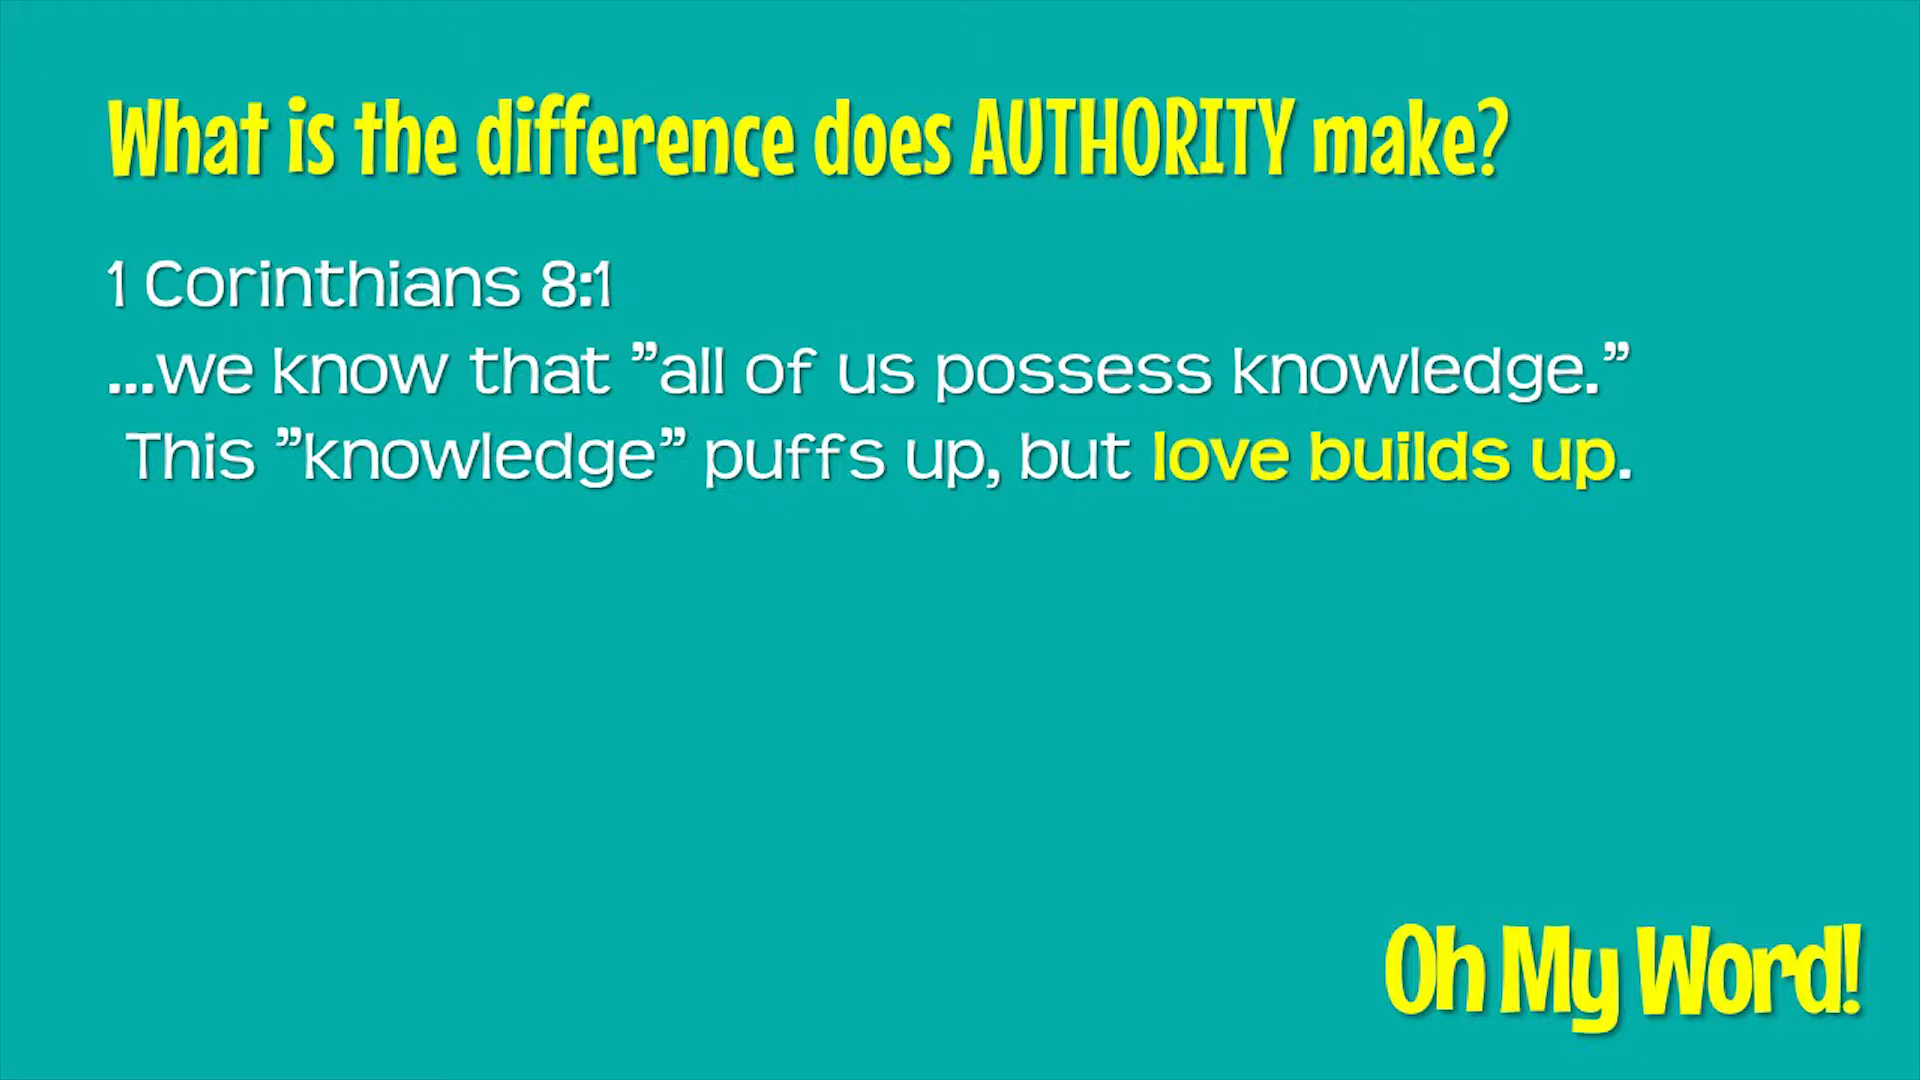 What is the difference does AUTHORITY make?
1 Corinthians 8:1
...we know that ”all of us possess knowledge.”
This ”knowledge” puffs up, but love builds up.
Oh My Word!